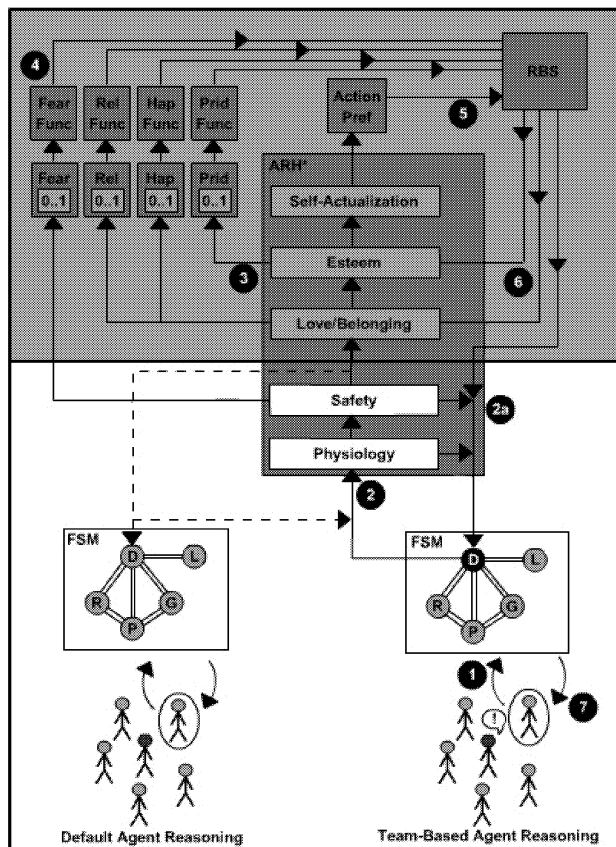 4
RBS
Fear Func
Rel Func
Hap Func
Prid Func
Action Pref
5
ARH*
Fear 0..1
Rel 0..1
Hap 0..1
Prid 0..1
Self-Actualization
3
Esteem
6
Love/Belonging
Safety
2a
Physiology
2
FSM
D
L
R
G
P
FSM
D
L
R
G
P
1
7
!
Default Agent Reasoning
Team-Based Agent Reasoning